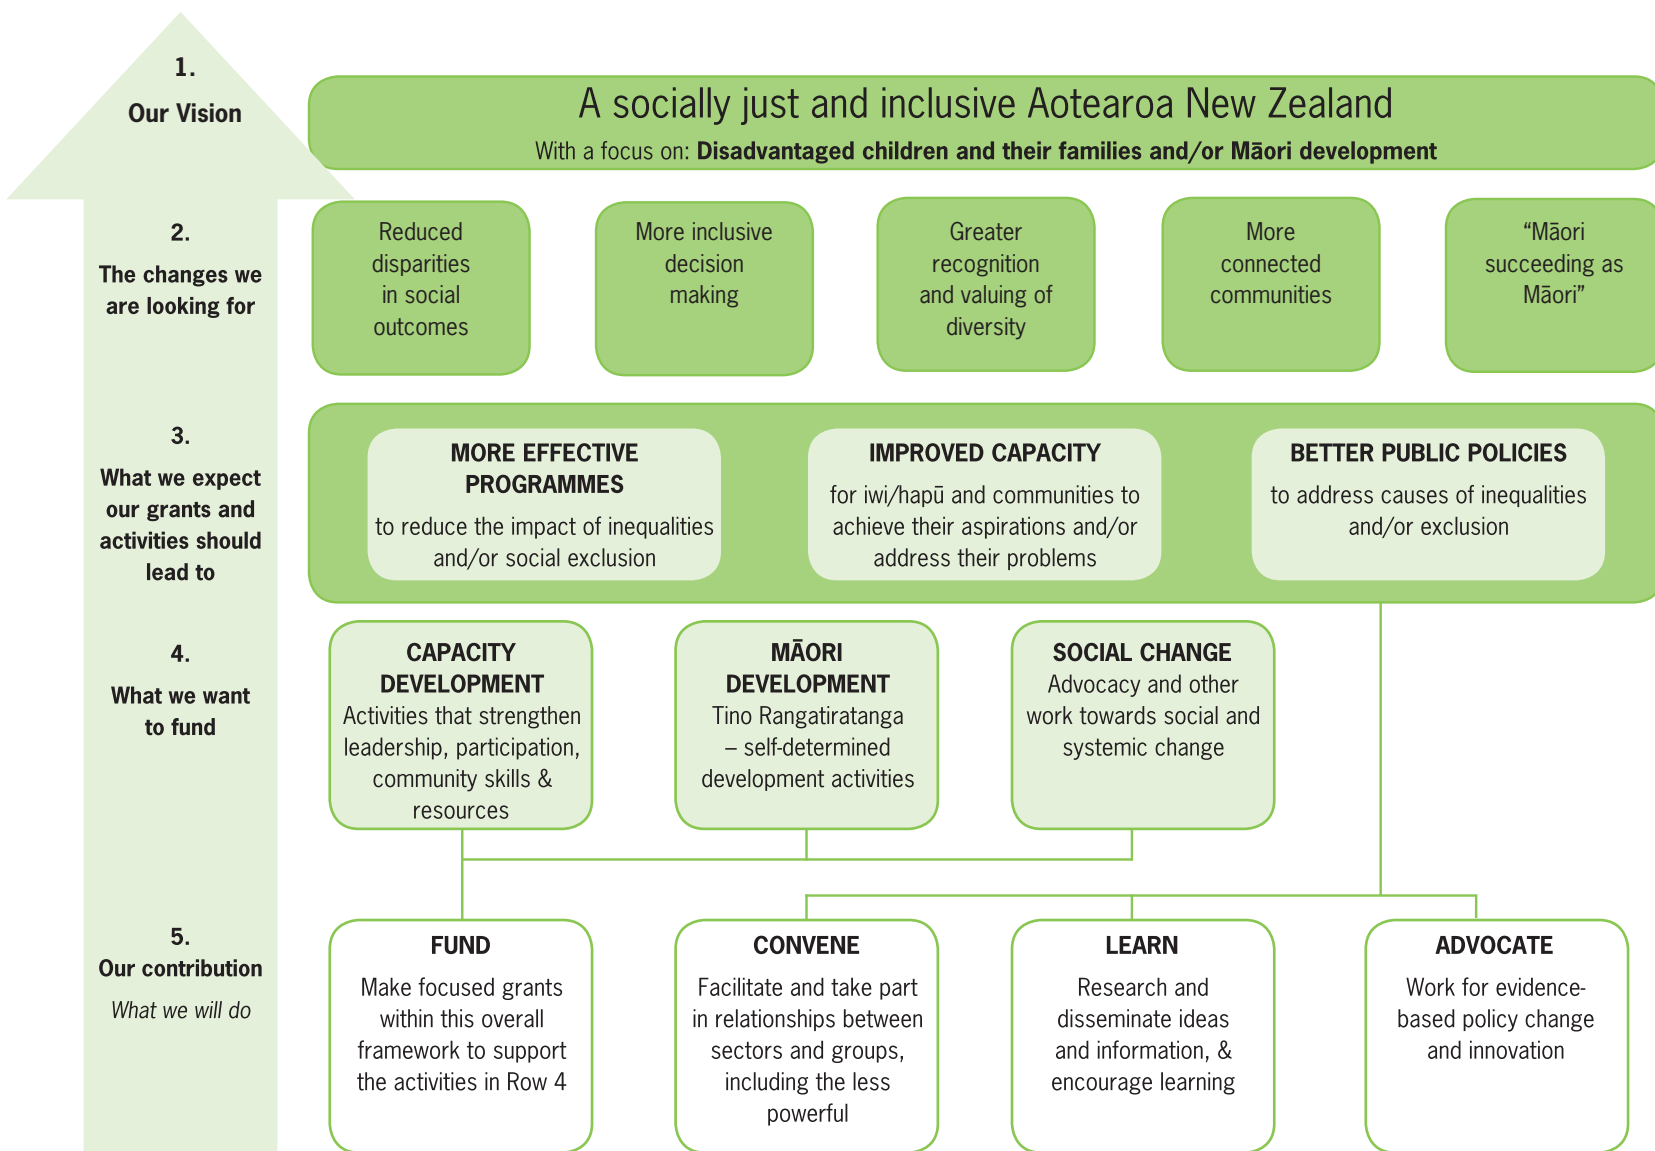 1.
Our Vision
A socially just and inclusive Aotearoa New Zealand
With a focus on: Disadvantaged children and their families and/or Māori development
2.
The changes we
are looking for
Reduced
disparities
in social
outcomes
More inclusive
decision
making
Greater
recognition
and valuing of
diversity
More
connected
communities
“Māori
succeeding as
Māori”
3.
What we expect
our grants and
activities should
lead to
MORE EFFECTIVE
PROGRAMMES
to reduce the impact of inequalities
and/or social exclusion
IMPROVED CAPACITY
for iwi/hapū and communities to
achieve their aspirations and/or
address their problems
BETTER PUBLIC POLICIES
to address causes of inequalities
and/or exclusion
4.
What we want
to fund
CAPACITY
DEVELOPMENT
Activities that strengthen
leadership, participation,
community skills &
resources
MĀORI
DEVELOPMENT
Tino Rangatiratanga
– self-determined
development activities
SOCIAL CHANGE
Advocacy and other
work towards social and
systemic change
5.
Our contribution
What we will do
FUND
Make focused grants
within this overall
framework to support
the activities in Row 4
CONVENE
Facilitate and take part
in relationships between
sectors and groups,
including the less
powerful
LEARN
Research and
disseminate ideas
and information, &
encourage learning
ADVOCATE
Work for evidence-
based policy change
and innovation